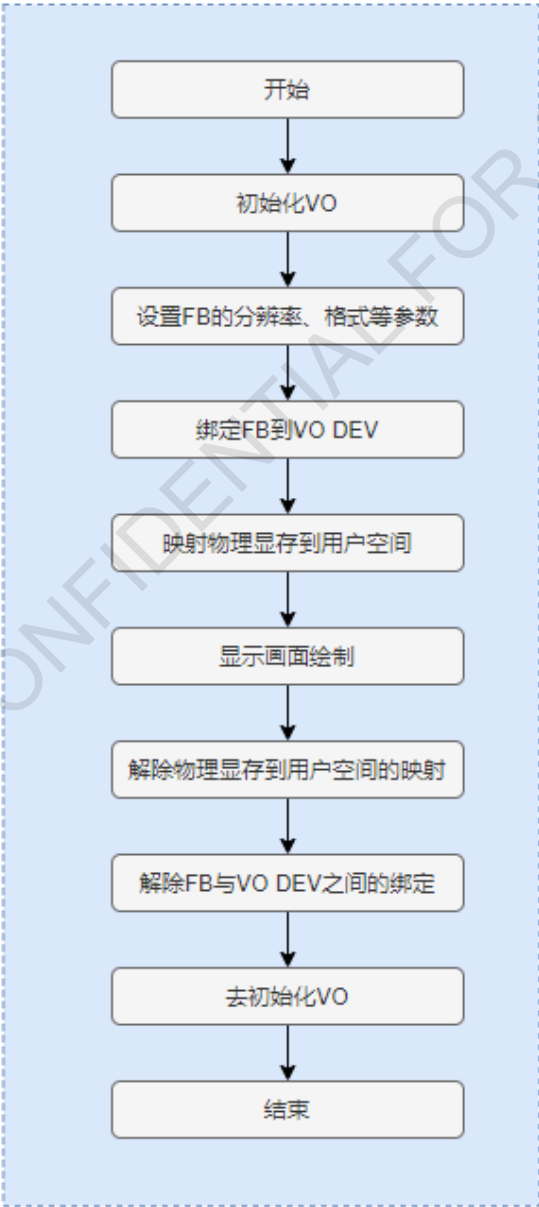 开始
初始化VO
设置FB的分辨率、格式等参数
绑定FB到VO DEV
映射物理显存到用户空间
显示画面绘制
解除物理显存到用户空间的映射
解除FB与VO DEV之间的绑定
去初始化VO
结束
ONFIDENTIAL FOR